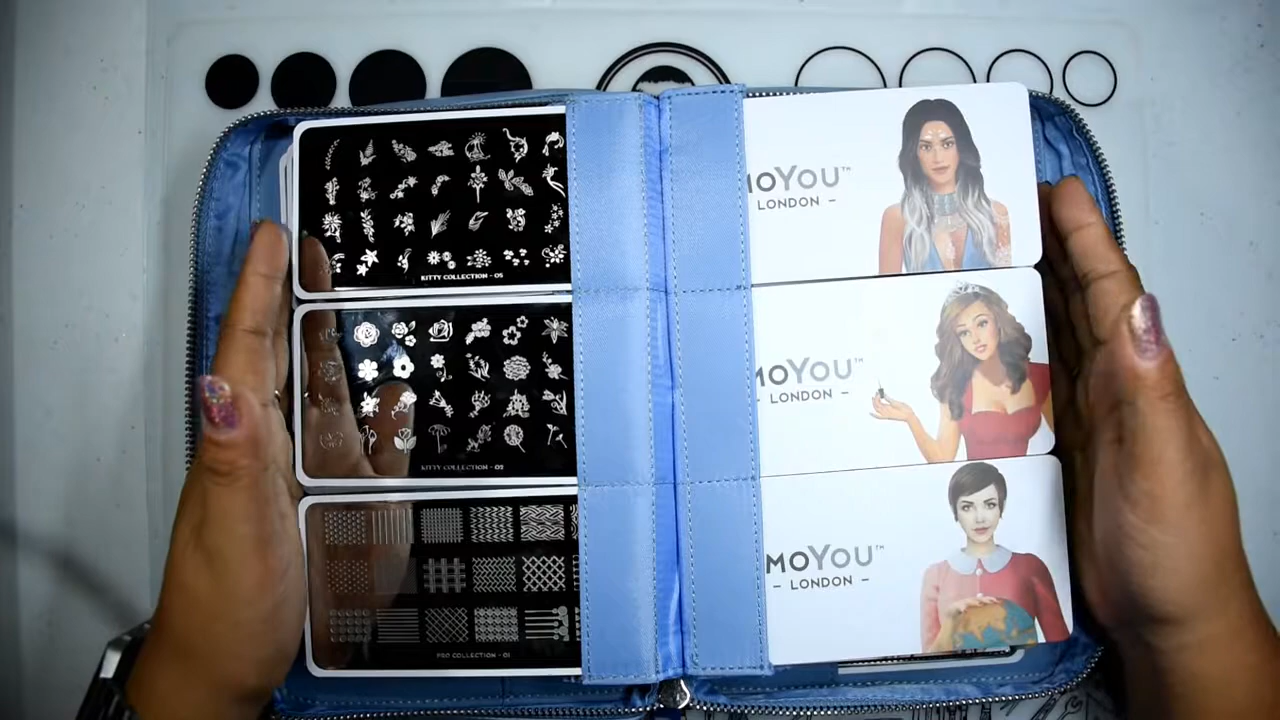 KITTY COLLECTION - 05
KITTY COLLECTION - 02
PRO COLLECTION - 01
MOYOU™
LONDON -
MOYOU™
- LONDON -
MOYOU™
- LONDON -